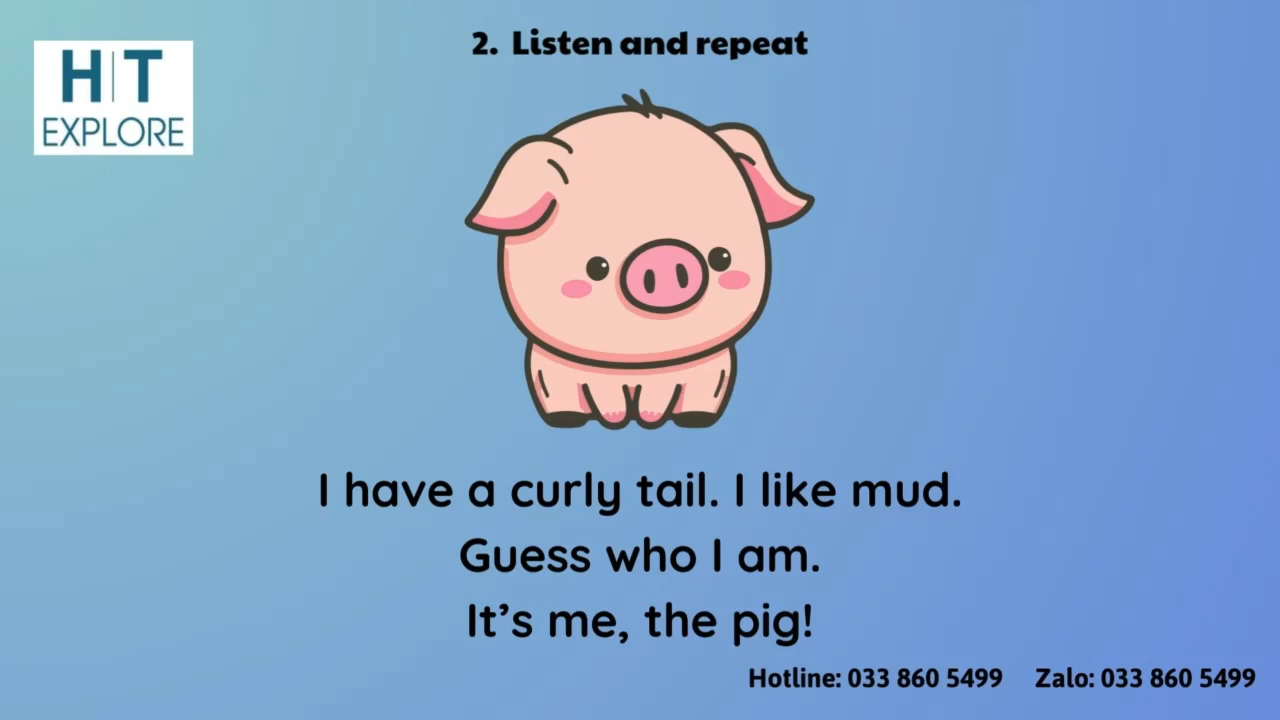 2. Listen and repeat
H|T
EXPLORE
I have a curly tail. I like mud.
Guess who I am.
It's me, the pig!
Hotline: 033 860 5499 Zalo: 033 860 5499